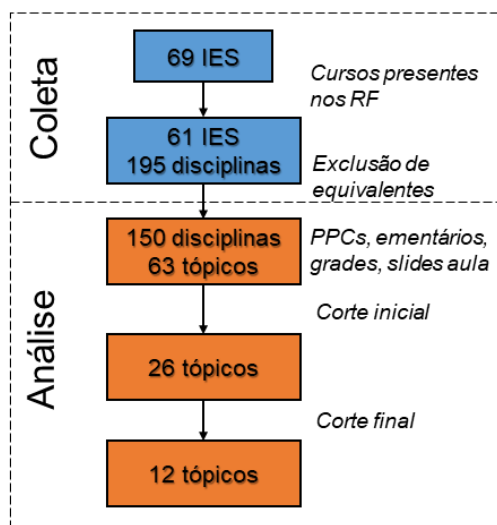 Coleta
69 IES
Cursos presentes
nos RF
61 IES
195 disciplinas
Exclusão de
equivalentes
Análise
150 disciplinas
63 tópicos
PPCs, ementários,
grades, slides aula
Corte inicial
26 tópicos
Corte final
12 tópicos